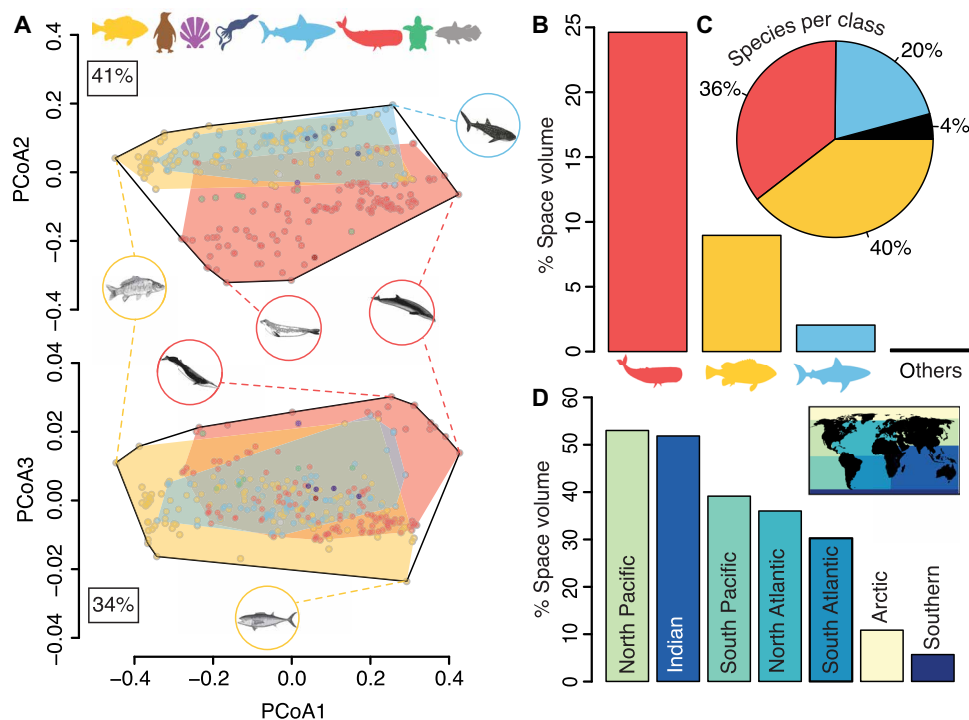 A
0.4
0.2
0.0
−0.2
−0.4
PCoA2
41%
0.04
0.02
0.00
−0.02
−0.04
PCoA3
34%
−0.4
−0.2
0.0
0.2
0.4
PCoA1
B
25
20
15
10
5
0
% Space volume
Others
C
Species per class
20%
36%
4%
40%
D
60
50
40
30
20
10
0
% Space volume
North Pacific
Indian
South Pacific
North Atlantic
South Atlantic
Arctic
Southern